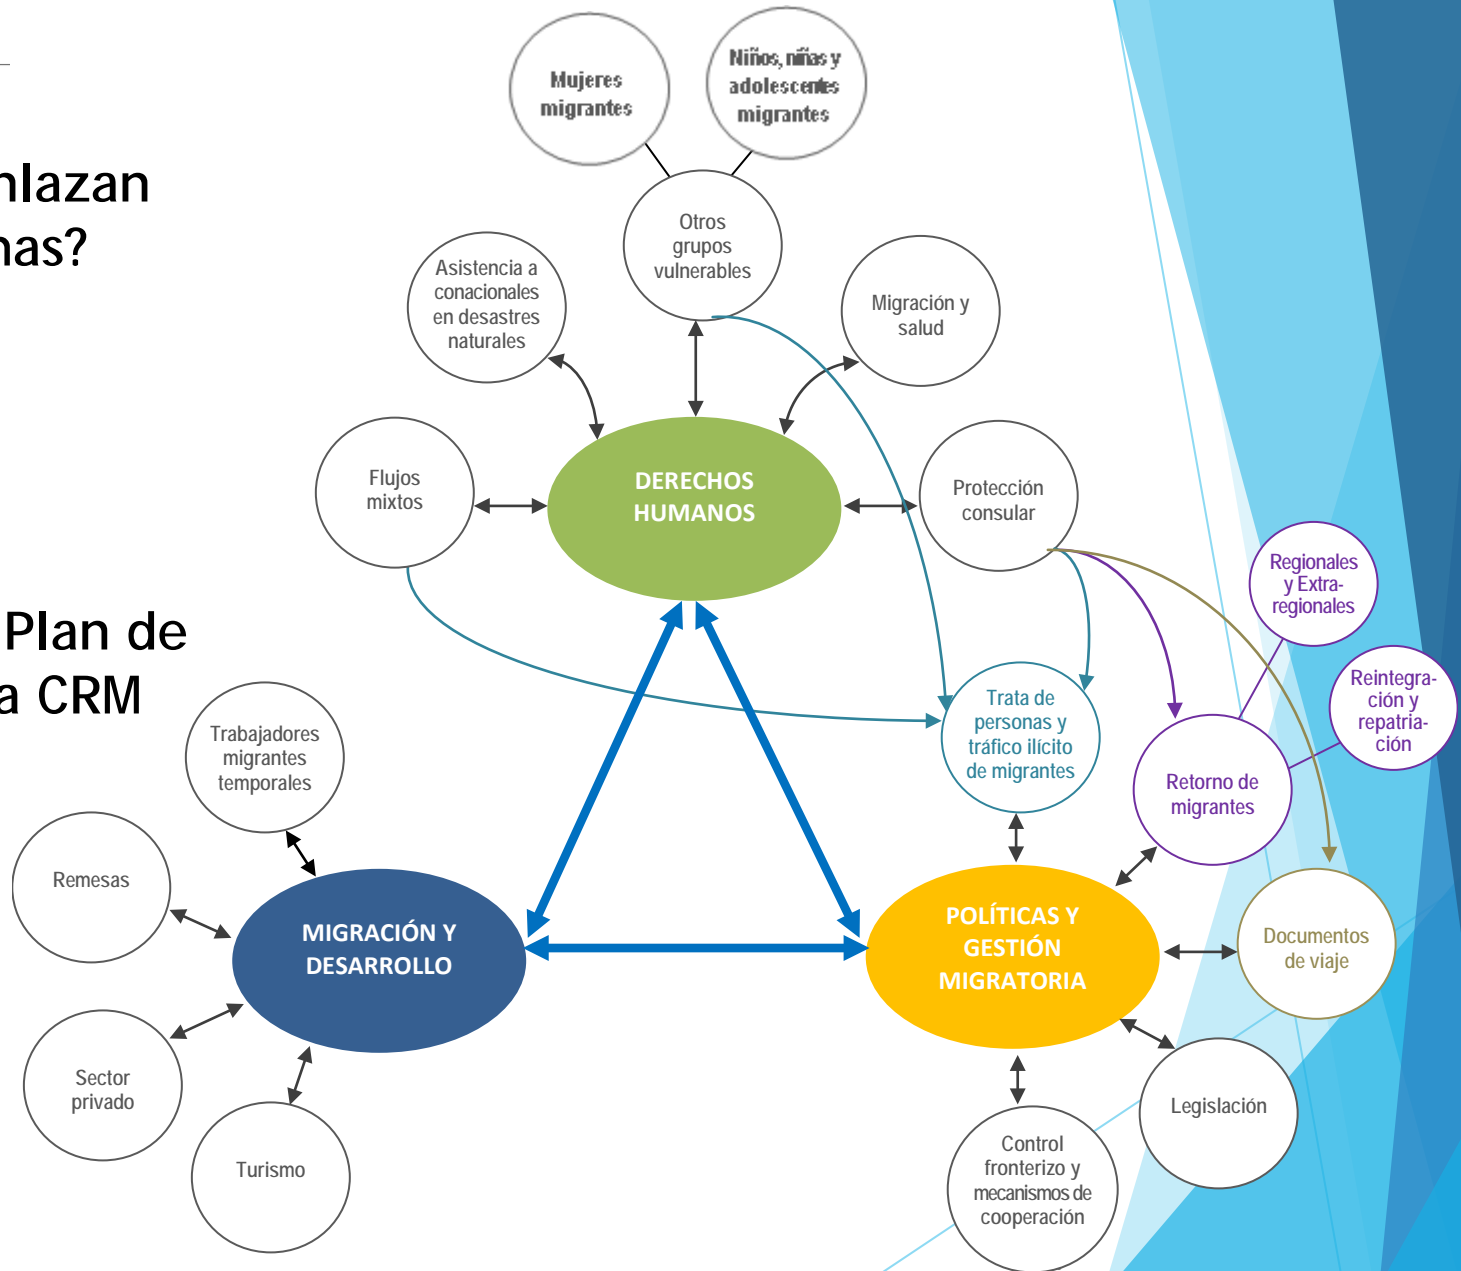 Mujeres
migrantes
Niños, niñas y
adolescentes
migrantes
nlazan
nas?
Otros
grupos
vulnerables
Asistencia a
conacionales
en desastres
naturales
Migración y
salud
Flujos
mixtos
DERECHOS
HUMANOS
Protección
consular
Regionales
y Extra-
regionales
Plan de
a CRM
Trata de
personas y
tráfico ilícito
de migrantes
Reintegra-
ción y
repatria-
ción
Retorno de
migrantes
Trabajadores
migrantes
temporales
Remesas
MIGRACIÓN Y
DESARROLLO
POLÍTICAS Y
GESTIÓN
MIGRATORIA
Documentos
de viaje
Sector
privado
Turismo
Legislación
Control
fronterizo y
mecanismos de
cooperación